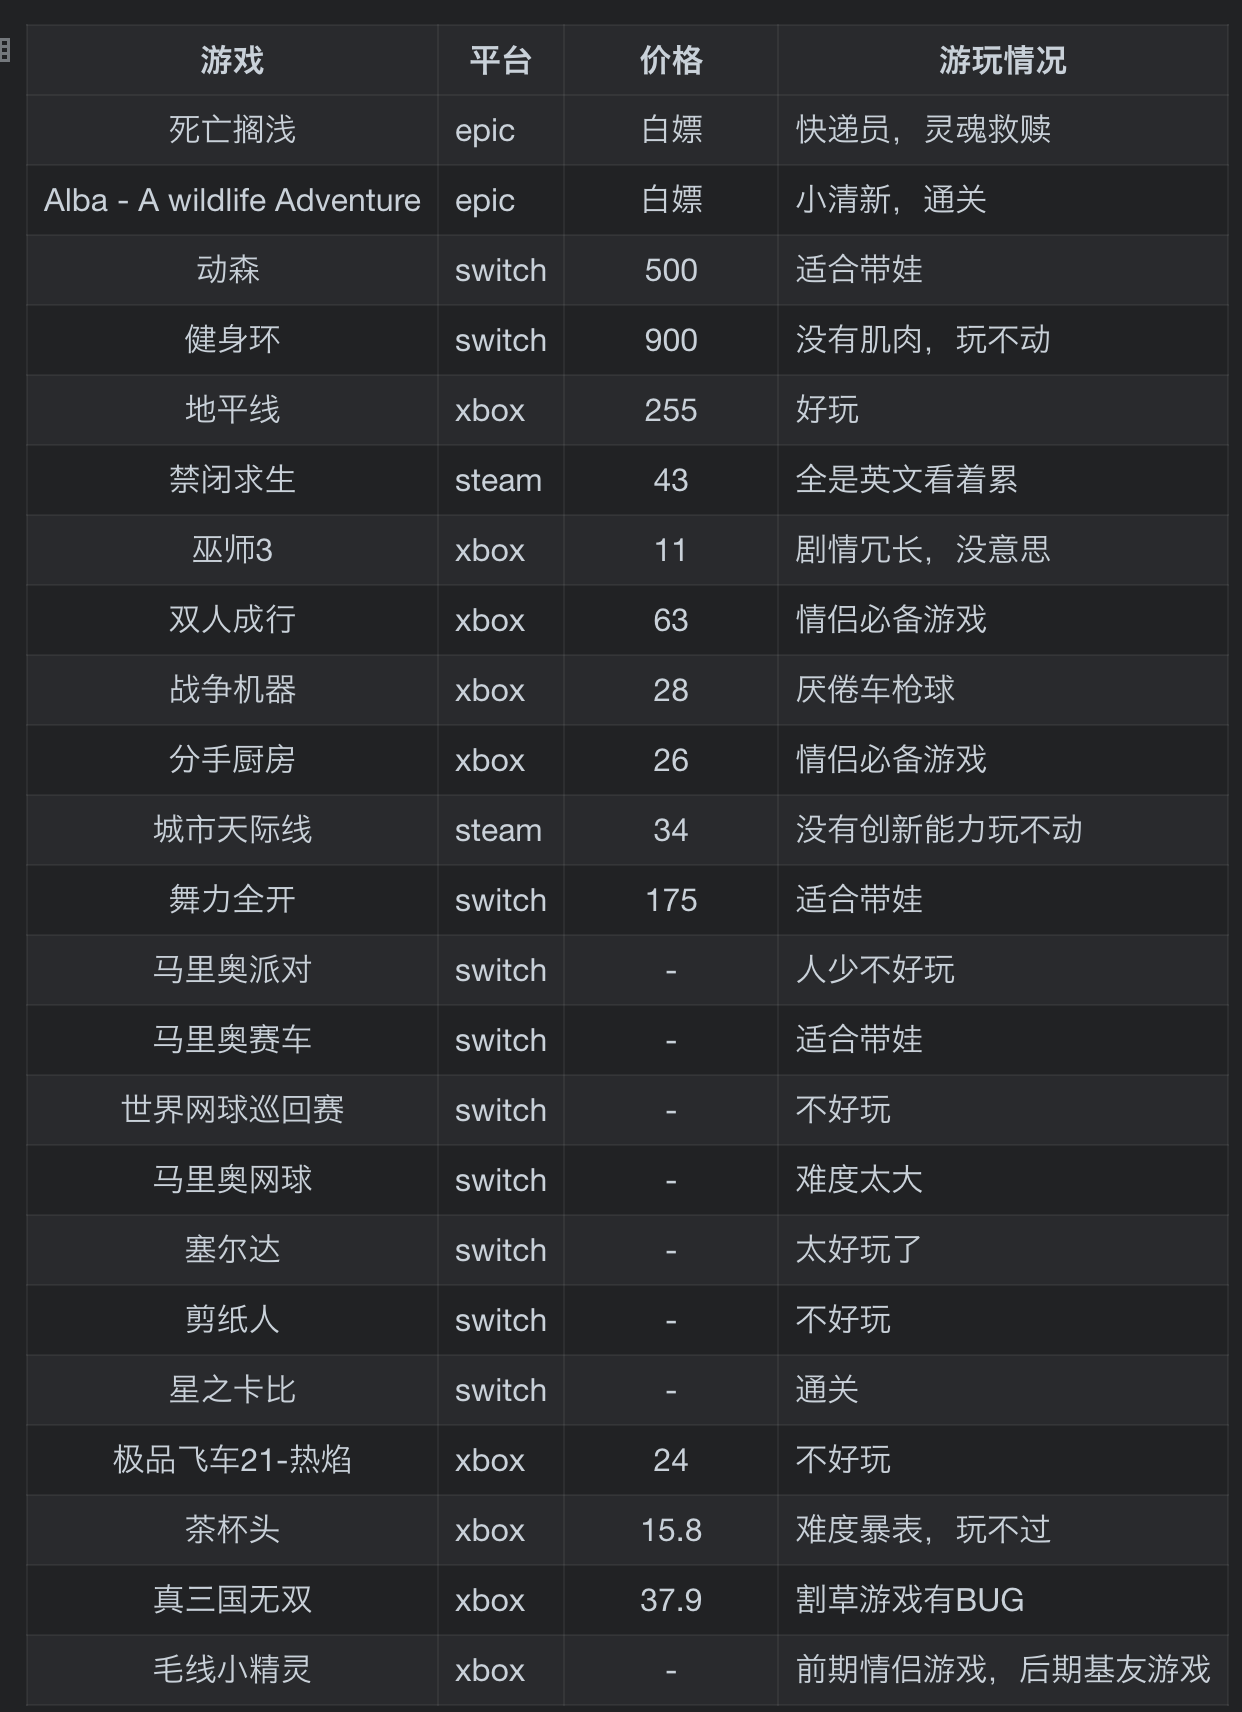 游戏 平台 价格 游玩情况
死亡搁浅 epic 白嫖 快递员，灵魂救赎
Alba - A wildlife Adventure epic 白嫖 小清新，通关
动森 switch 500 适合带娃
健身环 switch 900 没有肌肉，玩不动
地平线 xbox 255 好玩
禁闭求生 steam 43 全是英文看着累
巫师3 xbox 11 剧情冗长，没意思
双人成行 xbox 63 情侣必备游戏
战争机器 xbox 28 厌倦车枪球
分手厨房 xbox 26 情侣必备游戏
城市天际线 steam 34 没有创新能力玩不动
舞力全开 switch 175 适合带娃
马里奥派对 switch - 人少不好玩
马里奥赛车 switch - 适合带娃
世界网球巡回赛 switch - 不好玩
马里奥网球 switch - 难度太大
塞尔达 switch - 太好玩了
剪纸人 switch - 不好玩
星之卡比 switch - 通关
极品飞车21-热焰 xbox 24 不好玩
茶杯头 xbox 15.8 难度暴表，玩不过
真三国无双 xbox 37.9 割草游戏有BUG
毛线小精灵 xbox - 前期情侣游戏，后期基友游戏